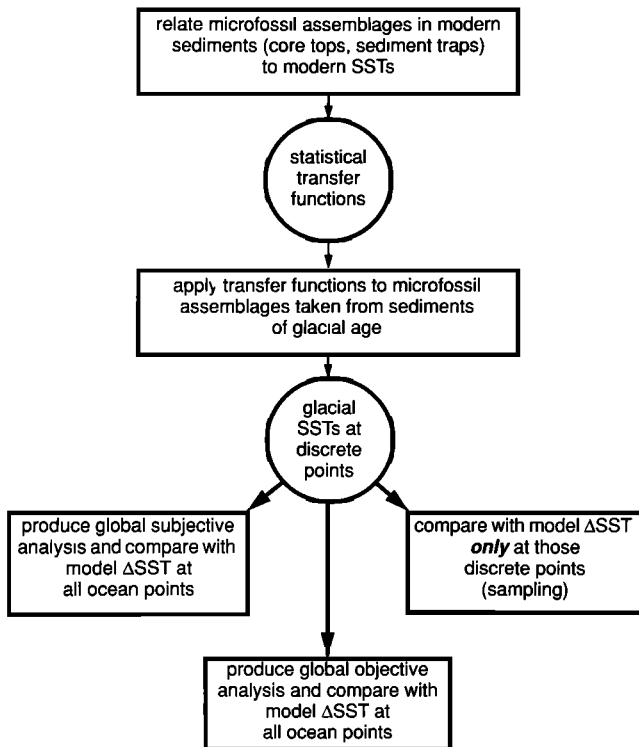 relate microfossil assemblages in modern
sediments (core tops, sediment traps)
to modern SSTs
statistical
transfer
functions
apply transfer functions to microfossil
assemblages taken from sediments
of glacial age
glacial
SSTs at
discrete
points
produce global subjective
analysis and compare with
model ΔSST at
all ocean points
compare with model ΔSST
only at those
discrete points
(sampling)
produce global objective
analysis and compare with
model ΔSST at
all ocean points